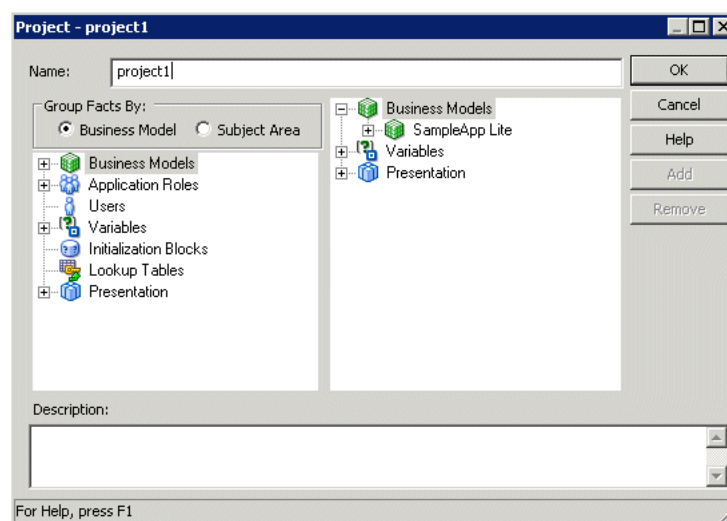 Project - project1
Name:
project1
OK
Cancel
Help
Add
Remove
Group Facts By:
Business Model
Subject Area
Business Models
Application Roles
Users
Variables
Initialization Blocks
Lookup Tables
Presentation
Business Models
SampleApp Lite
Variables
Presentation
Description:
For Help, press F1